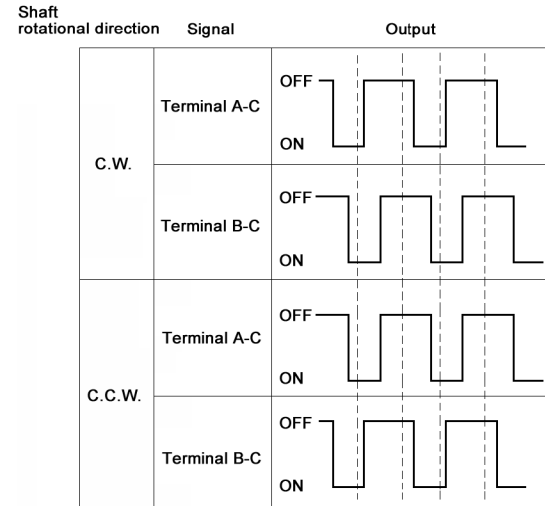 Shaft
rotational direction Signal Output
C.W.
Terminal A-C
OFF
ON
Terminal B-C
OFF
ON
C.C.W.
Terminal A-C
OFF
ON
Terminal B-C
OFF
ON